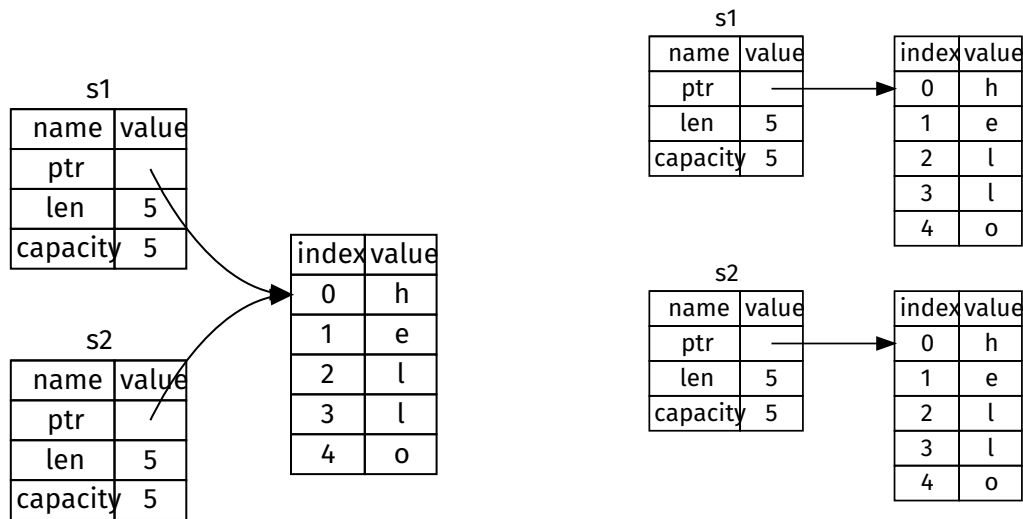 s1
name value
ptr
len 5
capacity 5
s2
name value
ptr
len 5
capacity 5
index value
0 h
1 e
2 l
3 l
4 o
s1
name value
ptr
len 5
capacity 5
index value
0 h
1 e
2 l
3 l
4 o
s2
name value
ptr
len 5
capacity 5
index value
0 h
1 e
2 l
3 l
4 o